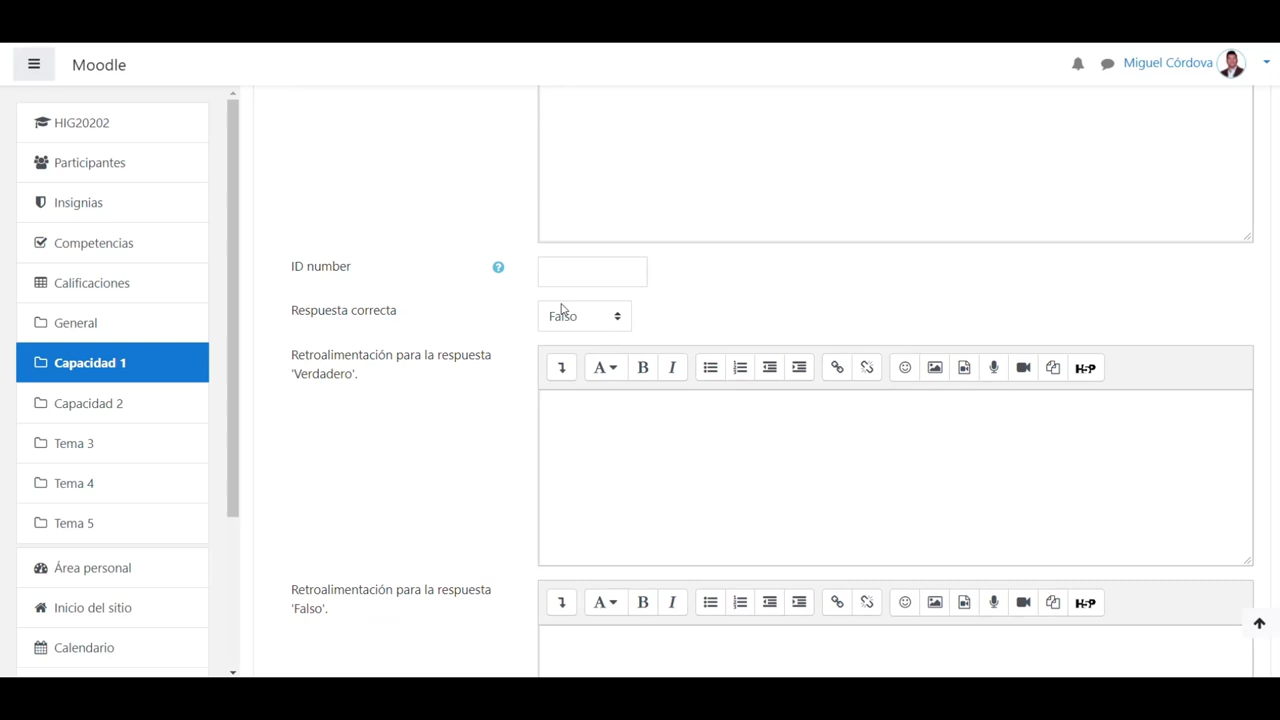 Moodle
Miguel Córdova
HIG20202
Participantes
Insignias
Competencias
Calificaciones
General
Capacidad 1
Capacidad 2
Tema 3
Tema 4
Tema 5
Área personal
Inicio del sitio
Calendario
ID number
Respuesta correcta
Falso
Retroalimentación para la respuesta
'Verdadero'.
A B I
H5P
Retroalimentación para la respuesta
'Falso'.
A B I
H5P